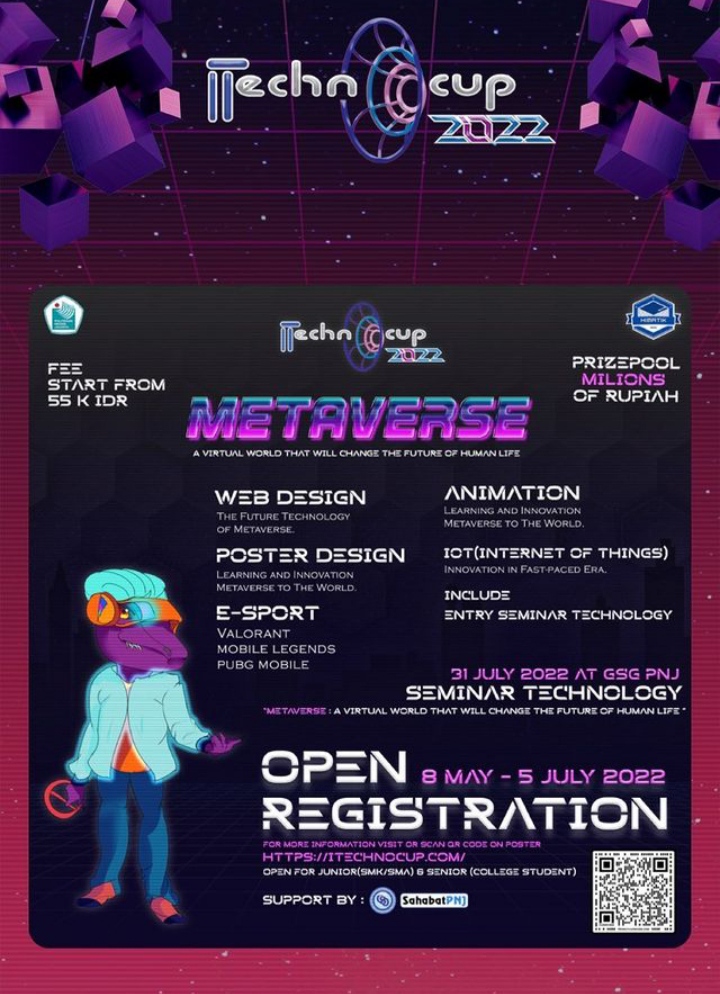 iTechnocup
2022
iTechnocup
2022
FEE
START FROM
55 K IDR
PRIZEPOOL
MILIONS
OF RUPIAH
METAVERSE
A VIRTUAL WORLD THAT WILL CHANGE THE FUTURE OF HUMAN LIFE
WEB DESIGN
THE FUTURE TECHNOLOGY
OF METAVERSE.
POSTER DESIGN
LEARNING AND INNOVATION
METAVERSE TO THE WORLD.
E-SPORT
VALORANT
MOBILE LEGENDS
PUBG MOBILE
ANIMATION
LEARNING AND INNOVATION
METAVERSE TO THE WORLD.
IOT(INTERNET OF THINGS)
INNOVATION IN FAST-PACED ERA.
INCLUDE
ENTRY SEMINAR TECHNOLOGY
31 JULY 2022 AT GSG PNJ
SEMINAR TECHNOLOGY
"METAVERSE : A VIRTUAL WORLD THAT WILL CHANGE THE FUTURE OF HUMAN LIFE "
OPEN 8 MAY - 5 JULY 2022
REGISTRATION
FOR MORE INFORMATION VISIT OR SCAN QR CODE ON POSTER
HTTPS://ITECHNOCUP.COM/
OPEN FOR JUNIOR(SMK/SMA) & SENIOR (COLLEGE STUDENT)
SUPPORT BY : SahabatPNJ
HIMATIK